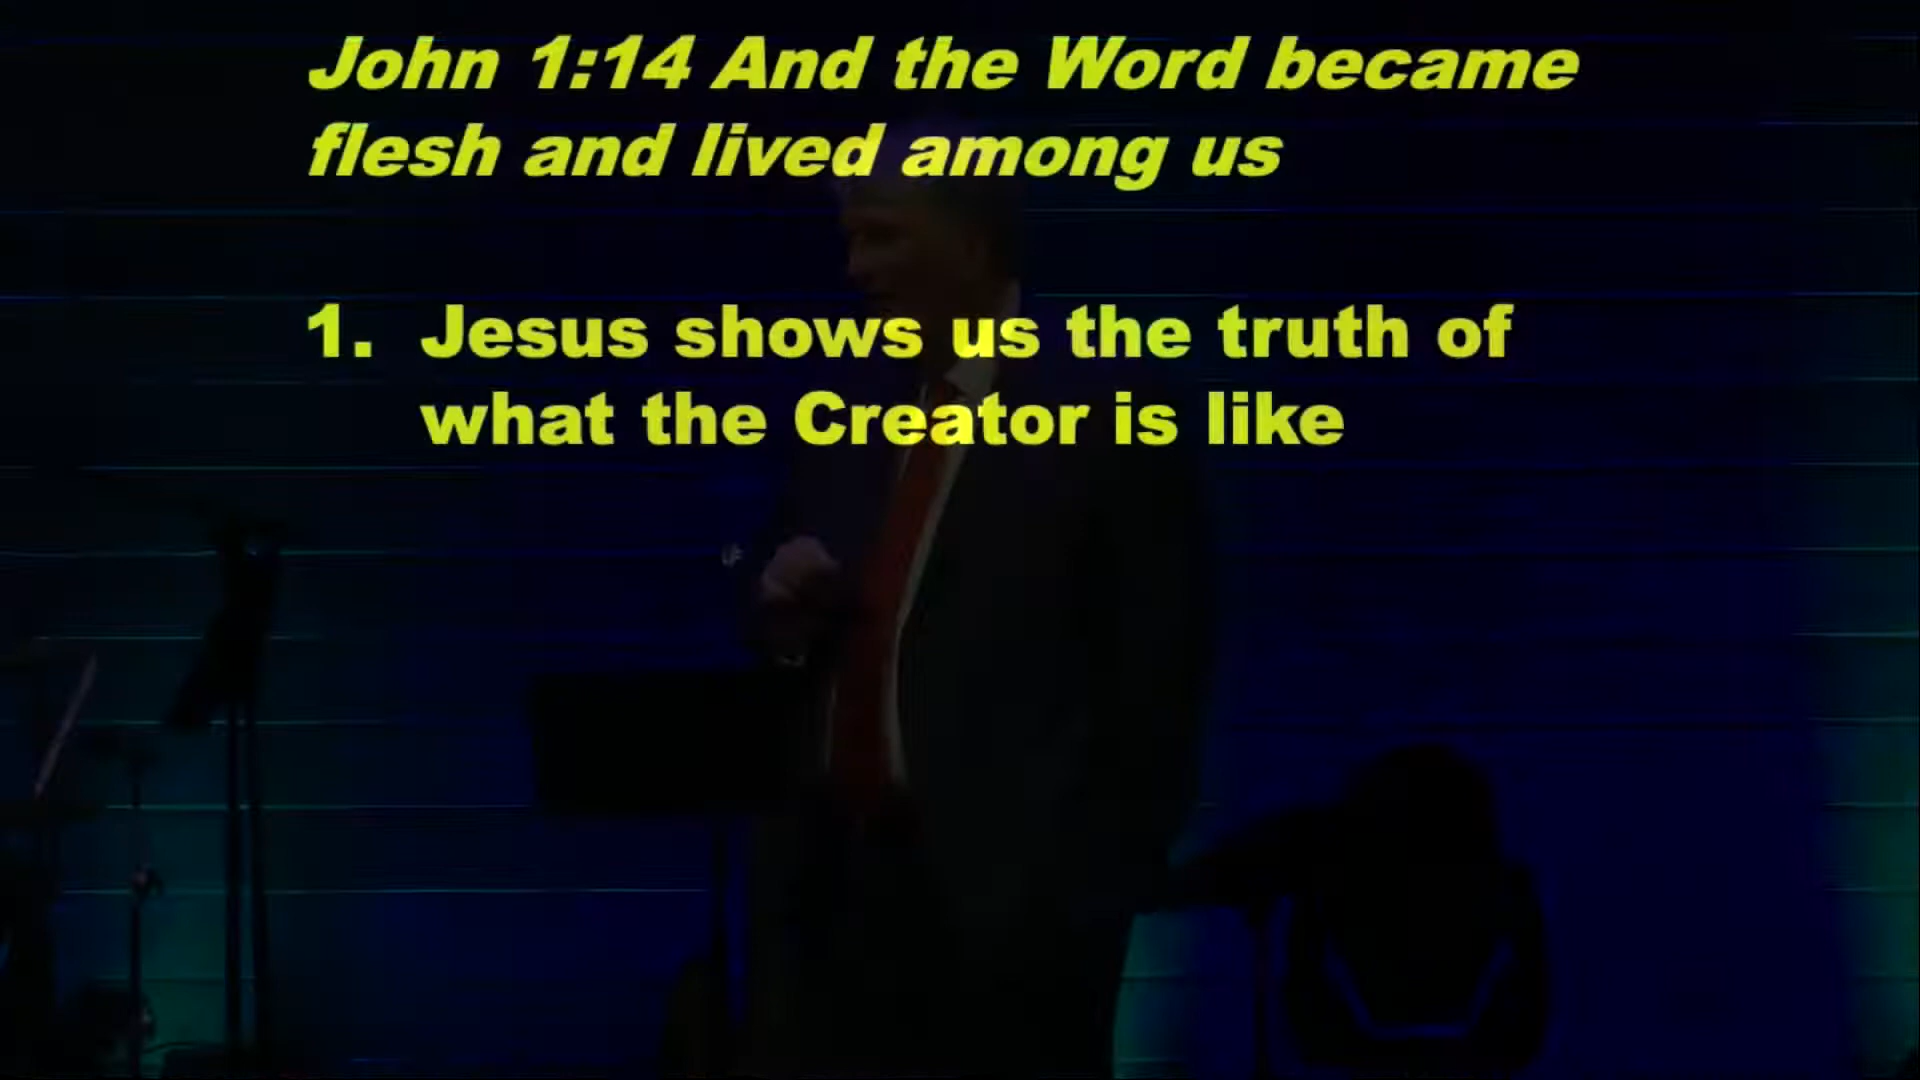 John 1:14 And the Word became
flesh and lived among us
1. Jesus shows us the truth of
what the Creator is like